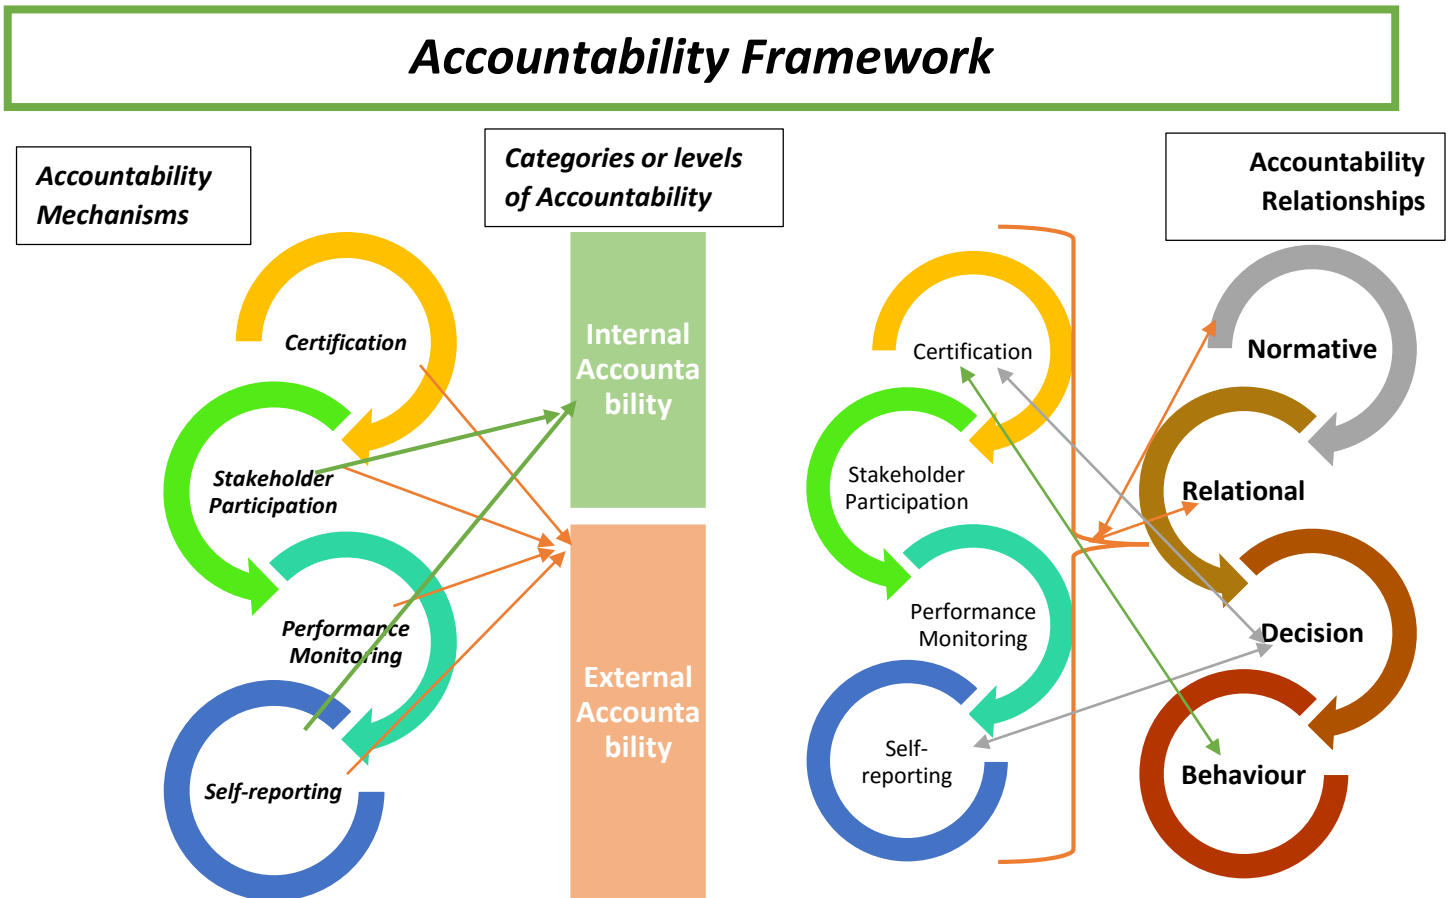 Accountability Framework
Accountability
Mechanisms
Categories or levels
of Accountability
Accountability
Relationships
Certification
Stakeholder
Participation
Performance
Monitoring
Self-reporting
Internal
Accounta
bility
External
Accounta
bility
Certification
Stakeholder
Participation
Performance
Monitoring
Self-
reporting
Normative
Relational
Decision
Behaviour